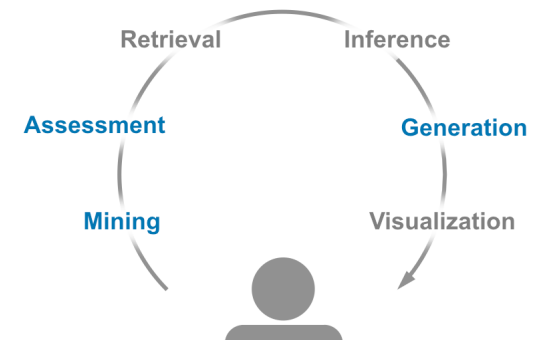 Retrieval
Inference
Assessment
Generation
Mining
Visualization